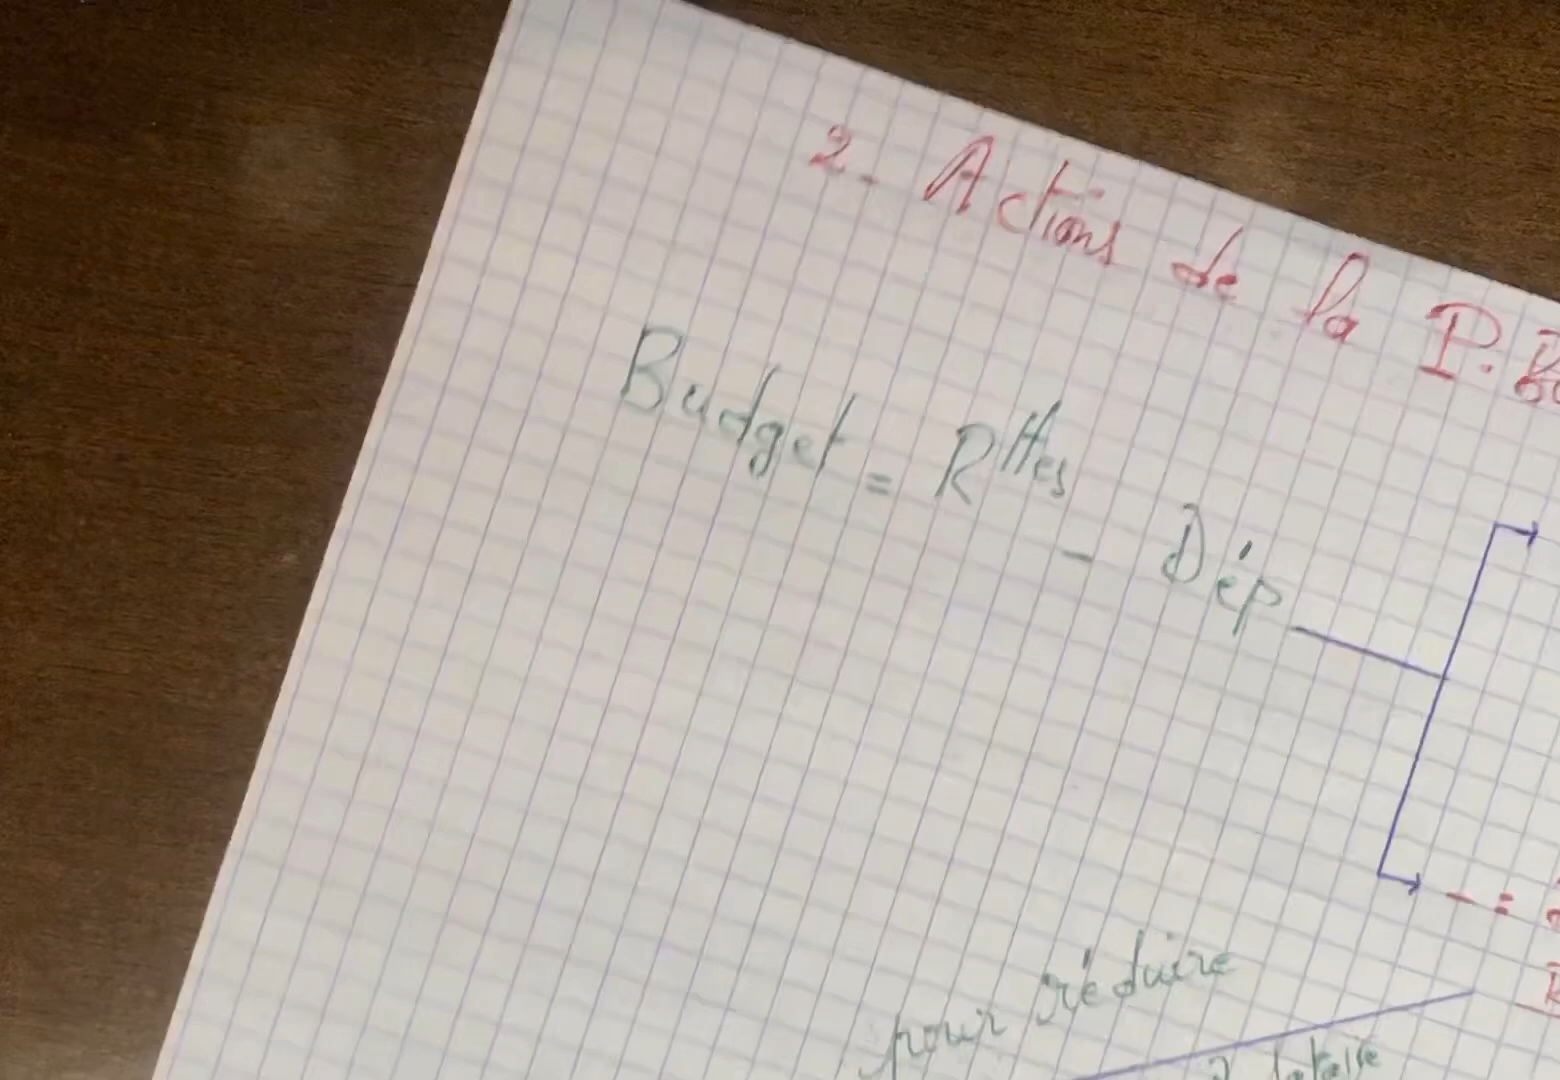 2- Actions de la P.
Budget = Rttes - Dép
- =
pour réduire